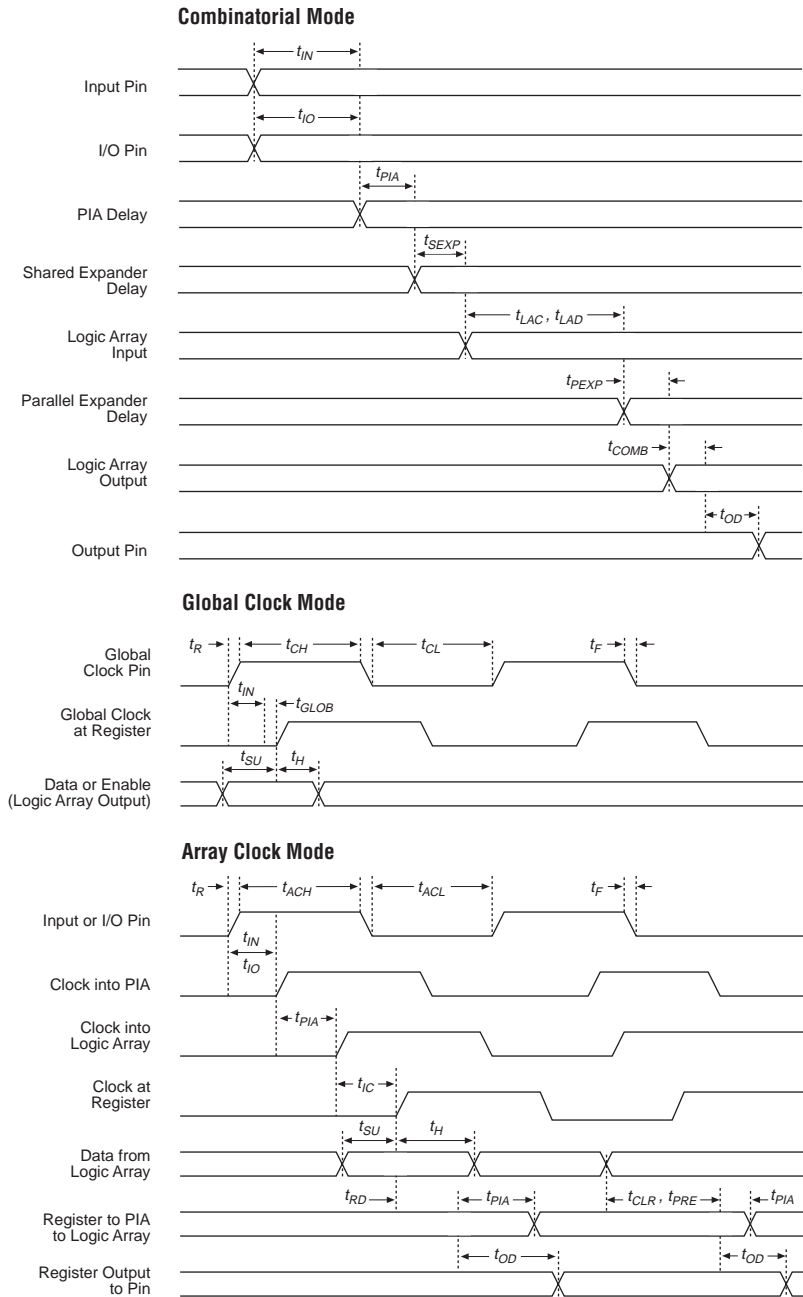 Combinatorial Mode
tIN
Input Pin
tIO
I/O Pin
tPIA
PIA Delay
tSEXP
Shared Expander
Delay
tLAC , tLAD
Logic Array
Input
tPEXP
Parallel Expander
Delay
tCOMB
Logic Array
Output
tOD
Output Pin
Global Clock Mode
tR tCH tCL tF
Global
Clock Pin
tIN tGLOB
Global Clock
at Register
tSU tH
Data or Enable
(Logic Array Output)
Array Clock Mode
tR tACH tACL tF
Input or I/O Pin
tIN
tIO
Clock into PIA
tPIA
Clock into
Logic Array
tIC
Clock at
Register
tSU tH
Data from
Logic Array
tRD tPIA tCLR , tPRE tPIA
Register to PIA
to Logic Array
tOD tOD
Register Output
to Pin